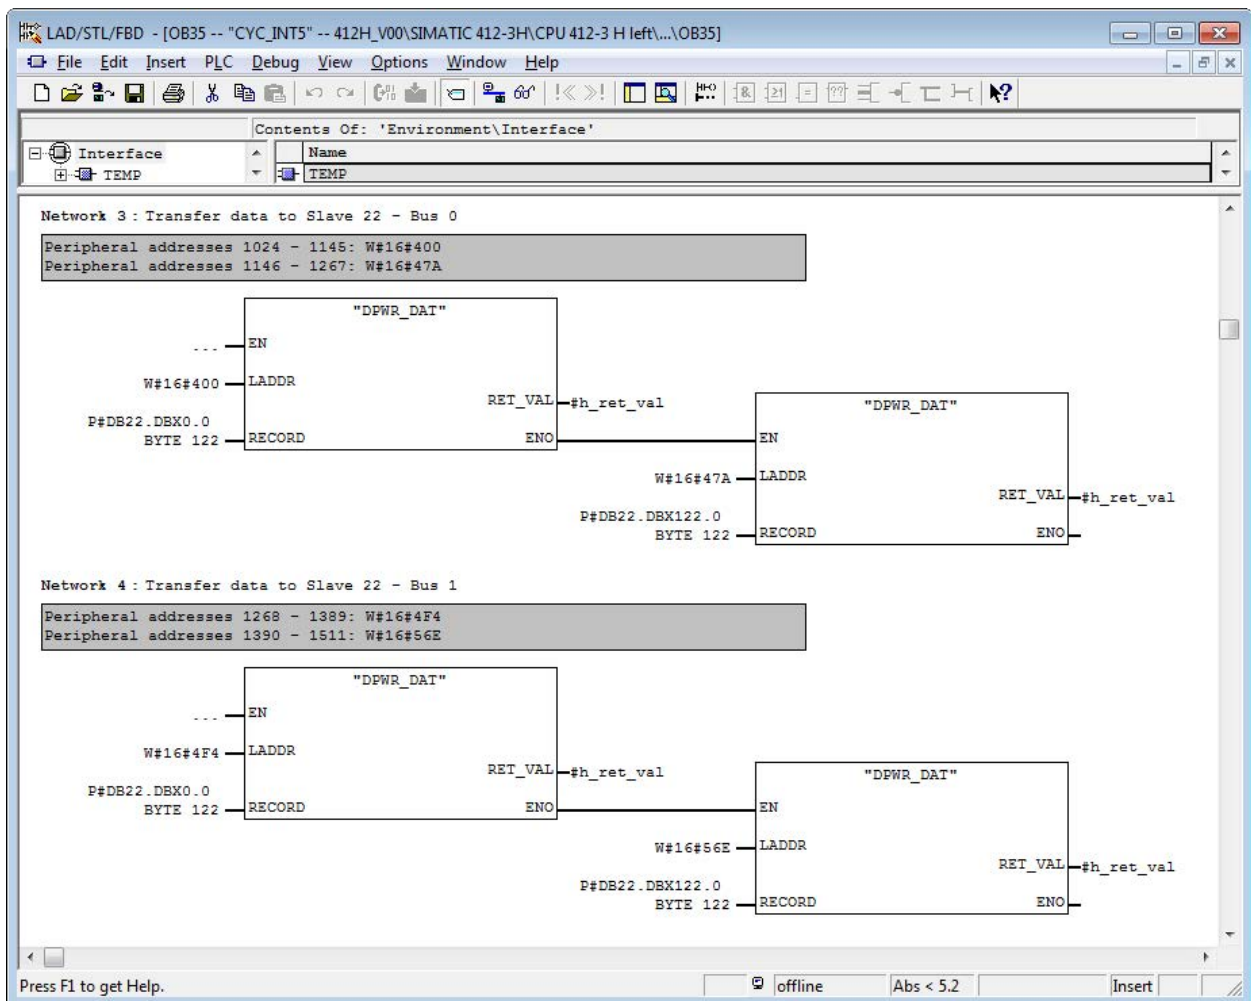 LAD/STL/FBD - [OB35 -- "CYC_INT5" -- 412H_V00\SIMATIC 412-3H\CPU 412-3 H left\...\OB35]
File Edit Insert PLC Debug View Options Window Help
Contents Of: 'Environment\Interface'
Interface
TEMP
Name
TEMP
Network 3 : Transfer data to Slave 22 - Bus 0
Peripheral addresses 1024 - 1145: W#16#400
Peripheral addresses 1146 - 1267: W#16#47A
"DPWR_DAT"
... EN
W#16#400 LADDR
RET_VAL #h_ret_val
P#DB22.DBX0.0
BYTE 122 RECORD ENO
"DPWR_DAT"
EN
W#16#47A LADDR
RET_VAL #h_ret_val
P#DB22.DBX122.0
BYTE 122 RECORD ENO
Network 4 : Transfer data to Slave 22 - Bus 1
Peripheral addresses 1268 - 1389: W#16#4F4
Peripheral addresses 1390 - 1511: W#16#56E
"DPWR_DAT"
... EN
W#16#4F4 LADDR
RET_VAL #h_ret_val
P#DB22.DBX0.0
BYTE 122 RECORD ENO
"DPWR_DAT"
EN
W#16#56E LADDR
RET_VAL #h_ret_val
P#DB22.DBX122.0
BYTE 122 RECORD ENO
Press F1 to get Help. offline Abs < 5.2 Insert